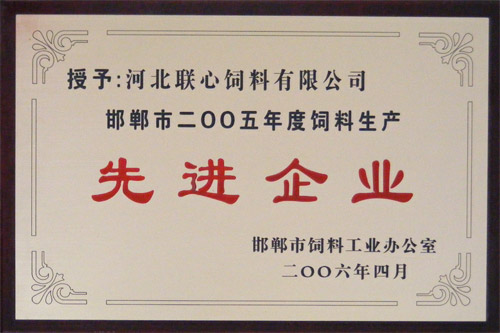 授予:河北联心饲料有限公司
邯郸市二OO五年度饲料生产
先进企业
邯郸市饲料工业办公室
二OO六年四月